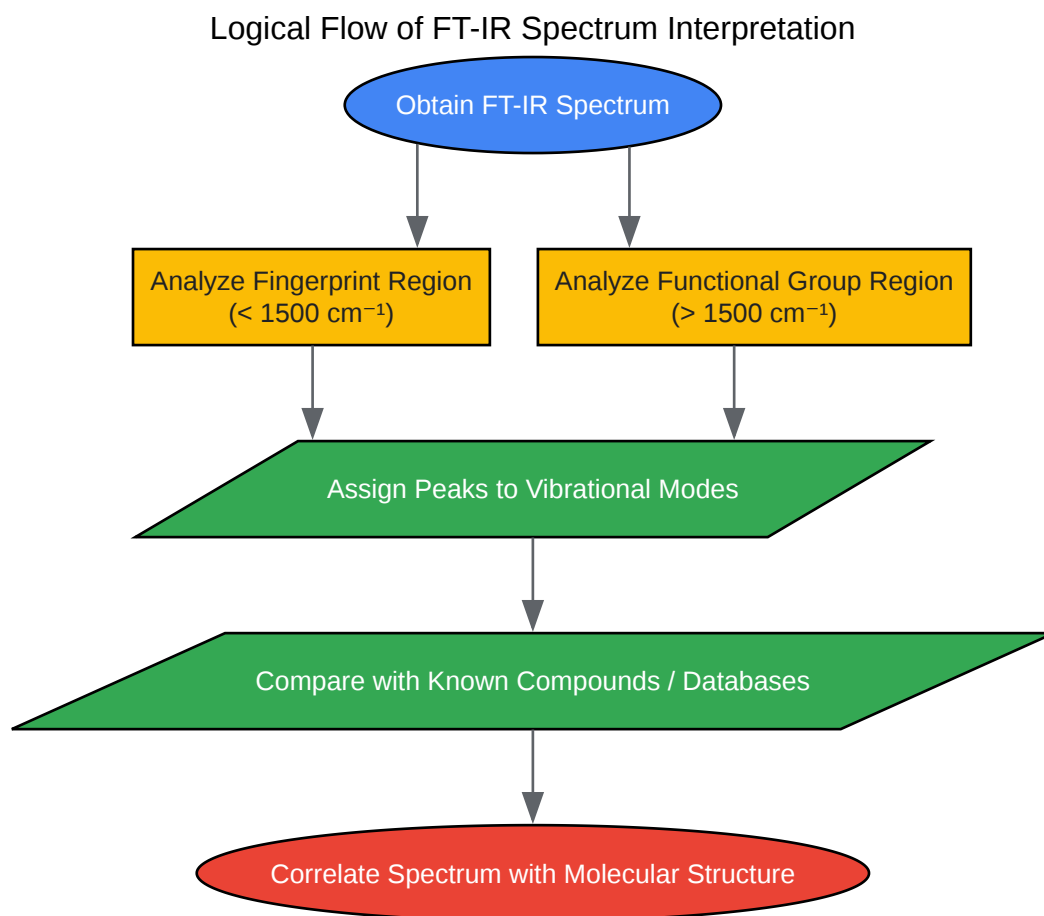 Logical Flow of FT-IR Spectrum Interpretation
Obtain FT-IR Spectrum
Analyze Fingerprint Region
(< 1500 cm⁻¹)
Analyze Functional Group Region
(> 1500 cm⁻¹)
Assign Peaks to Vibrational Modes
Compare with Known Compounds / Databases
Correlate Spectrum with Molecular Structure